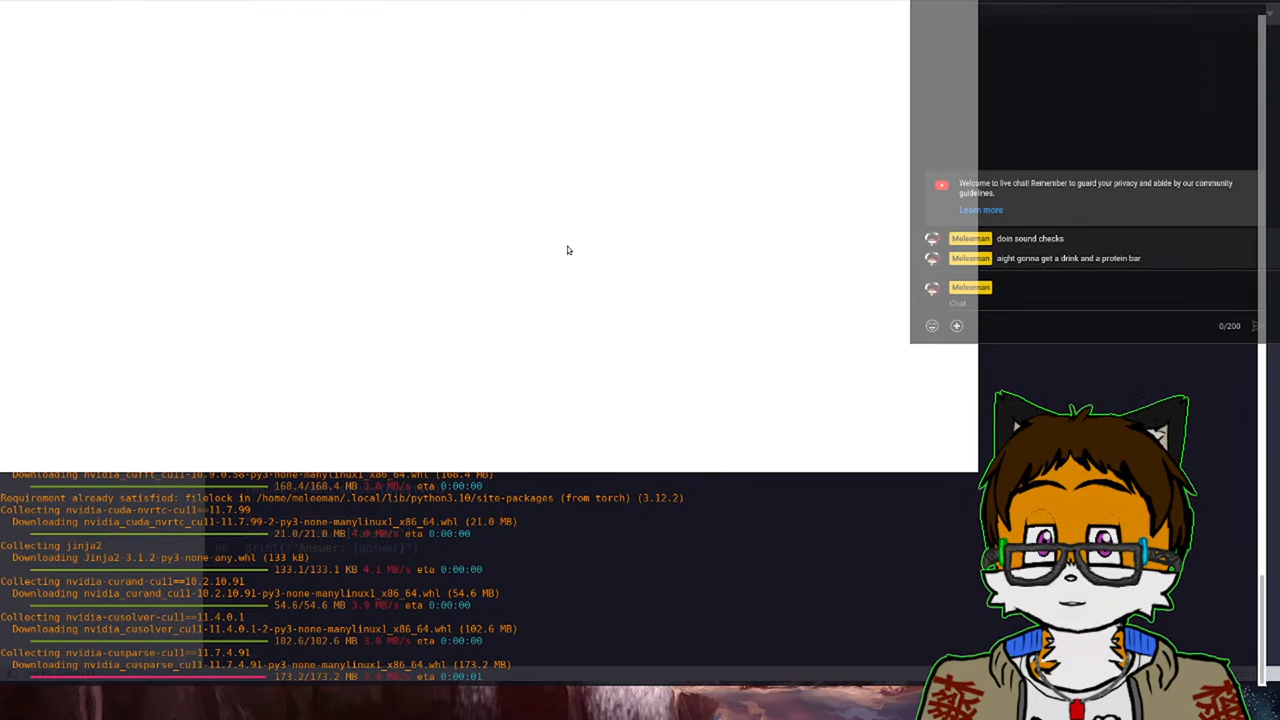 Welcome to live chat! Remember to guard your privacy and abide by our community
guidelines.
Learn more
Meleeman doin sound checks
Meleeman aight gonna get a drink and a protein bar
Meleeman
Chat...
0/200
Downloading nvidia_cufft_cu11-10.9.0.58-py3-none-manylinux1_x86_64.whl (168.4 MB)
168.4/168.4 MB eta 0:00:00
Requirement already satisfied: filelock in /home/meleeman/.local/lib/python3.10/site-packages (from torch) (3.12.2)
Collecting nvidia-cuda-nvrtc-cu11==11.7.99
Downloading nvidia_cuda_nvrtc_cu11-11.7.99-2-py3-none-manylinux1_x86_64.whl (21.0 MB)
21.0/21.0 MB eta 0:00:00
Collecting jinja2
66 print(f"Answer: {answer}")
Downloading Jinja2-3.1.2-py3-none-any.whl (133 kB)
133.1/133.1 KB 4.1 MB/s eta 0:00:00
Collecting nvidia-curand-cu11==10.2.10.91
Downloading nvidia_curand_cu11-10.2.10.91-py3-none-manylinux1_x86_64.whl (54.6 MB)
54.6/54.6 MB 3.9 MB/s eta 0:00:00
Collecting nvidia-cusolver-cu11==11.4.0.1
Downloading nvidia_cusolver_cu11-11.4.0.1-2-py3-none-manylinux1_x86_64.whl (102.6 MB)
102.6/102.6 MB 3.8 MB/s eta 0:00:00
Collecting nvidia-cusparse-cu11==11.7.4.91
Downloading nvidia_cusparse_cu11-11.7.4.91-py3-none-manylinux1_x86_64.whl (173.2 MB)
173.2/173.2 MB 3.4 MB/s eta 0:00:01